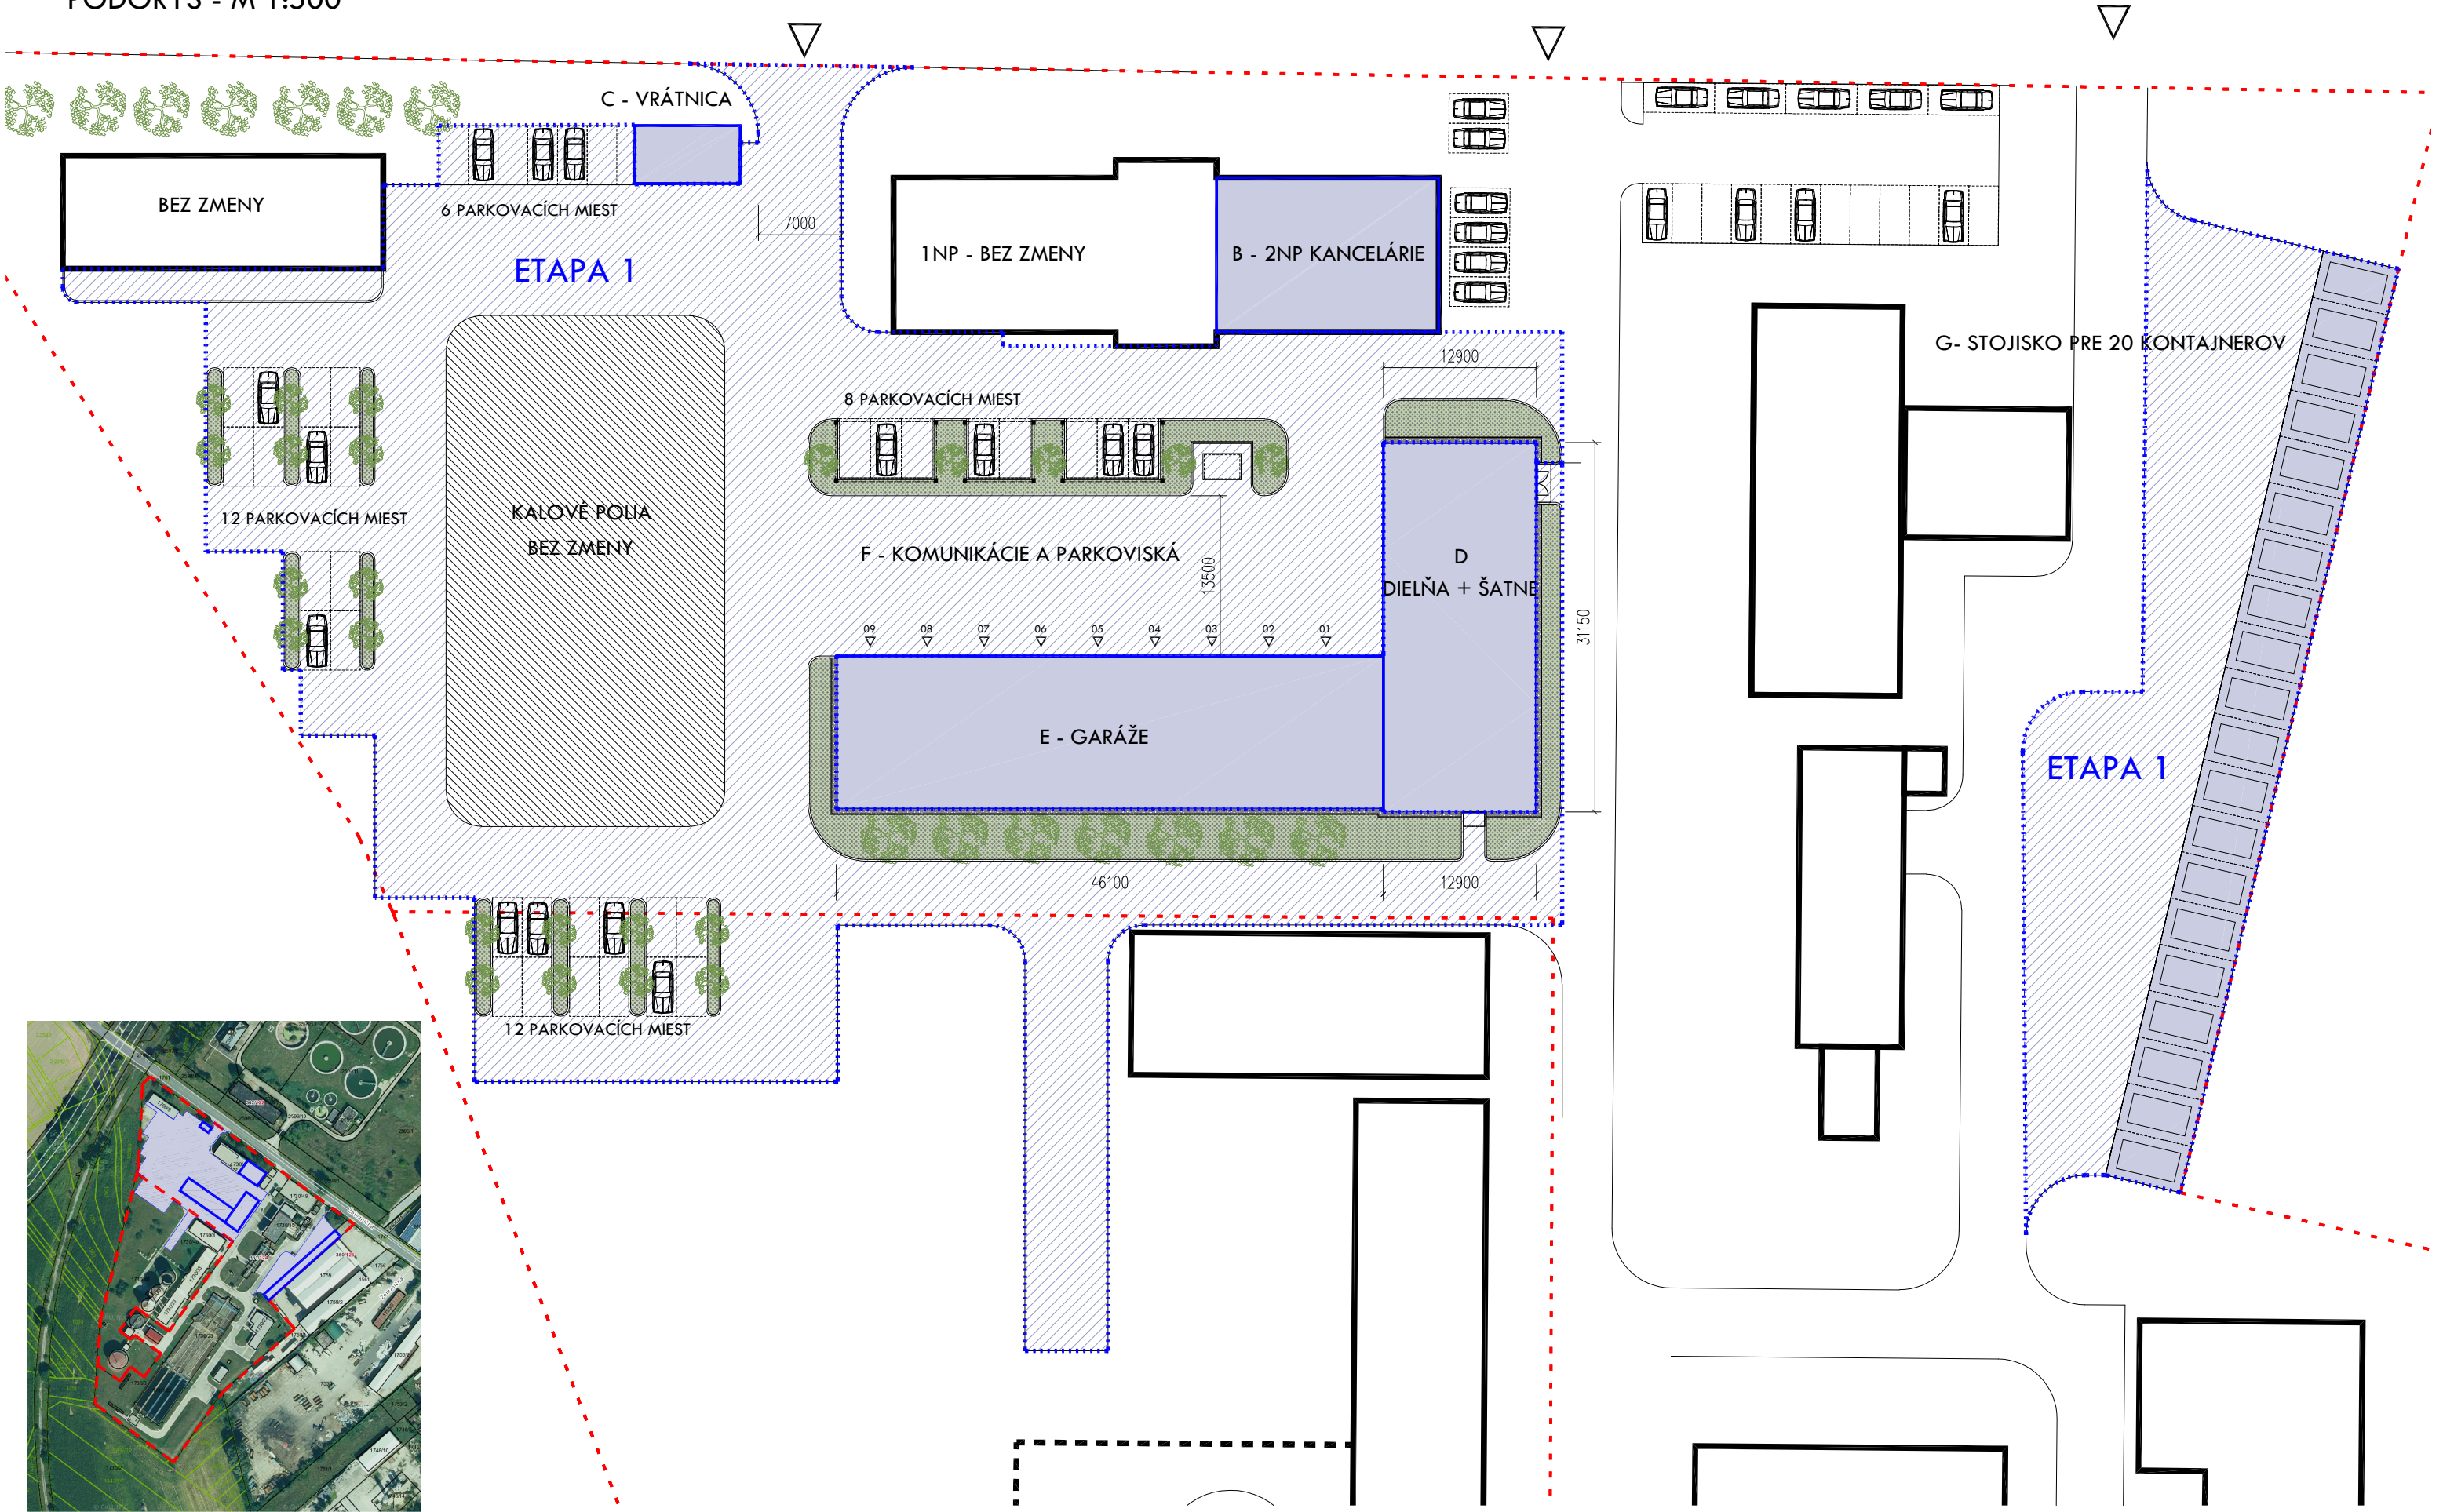 PÔDORYS - M 1:500
C - VRÁTNICA
BEZ ZMENY
6 PARKOVACÍCH MIEST
7000
1NP - BEZ ZMENY
B - 2NP KANCELÁRIE
ETAPA 1
G- STOJISKO PRE 20 KONTAJNEROV
12900
8 PARKOVACÍCH MIEST
12 PARKOVACÍCH MIEST
KALOVÉ POLIA
BEZ ZMENY
F - KOMUNIKÁCIE A PARKOVISKÁ
13500
D
DIELŇA + ŠATNE
31150
09 08 07 06 05 04 03 02 01
E - GARÁŽE
ETAPA 1
46100
12900
12 PARKOVACÍCH MIEST